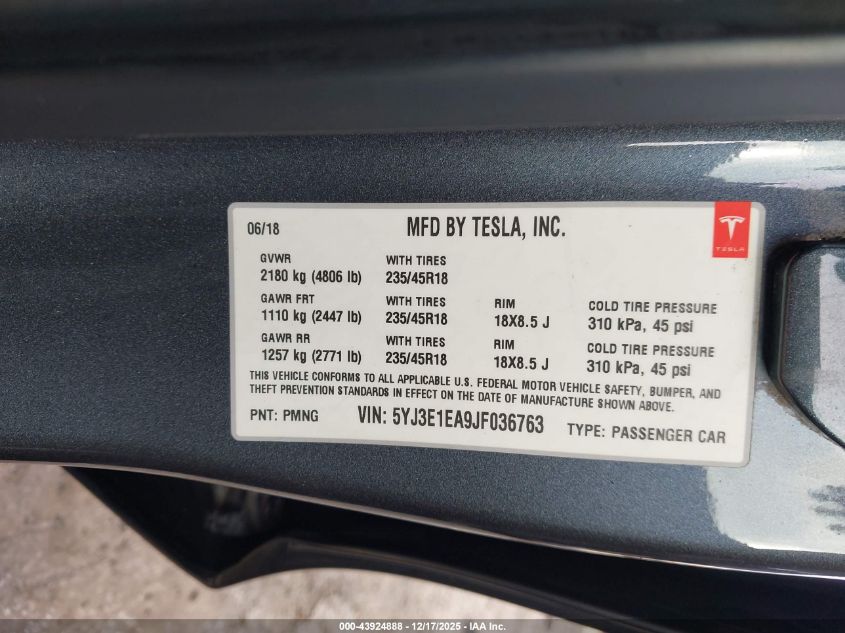 06/18 MFD BY TESLA, INC.
TESLA
GVWR WITH TIRES
2180 kg (4806 lb) 235/45R18
GAWR FRT WITH TIRES RIM COLD TIRE PRESSURE
1110 kg (2447 lb) 235/45R18 18X8.5 J 310 kPa, 45 psi
GAWR RR WITH TIRES RIM COLD TIRE PRESSURE
1257 kg (2771 lb) 235/45R18 18X8.5 J 310 kPa, 45 psi
THIS VEHICLE CONFORMS TO ALL APPLICABLE U.S. FEDERAL MOTOR VEHICLE SAFETY, BUMPER, AND
THEFT PREVENTION STANDARDS IN EFFECT ON THE DATE OF MANUFACTURE SHOWN ABOVE.
PNT: PMNG VIN: 5YJ3E1EA9JF036763 TYPE: PASSENGER CAR
000-43924888 - 12/17/2025 - IAA Inc.